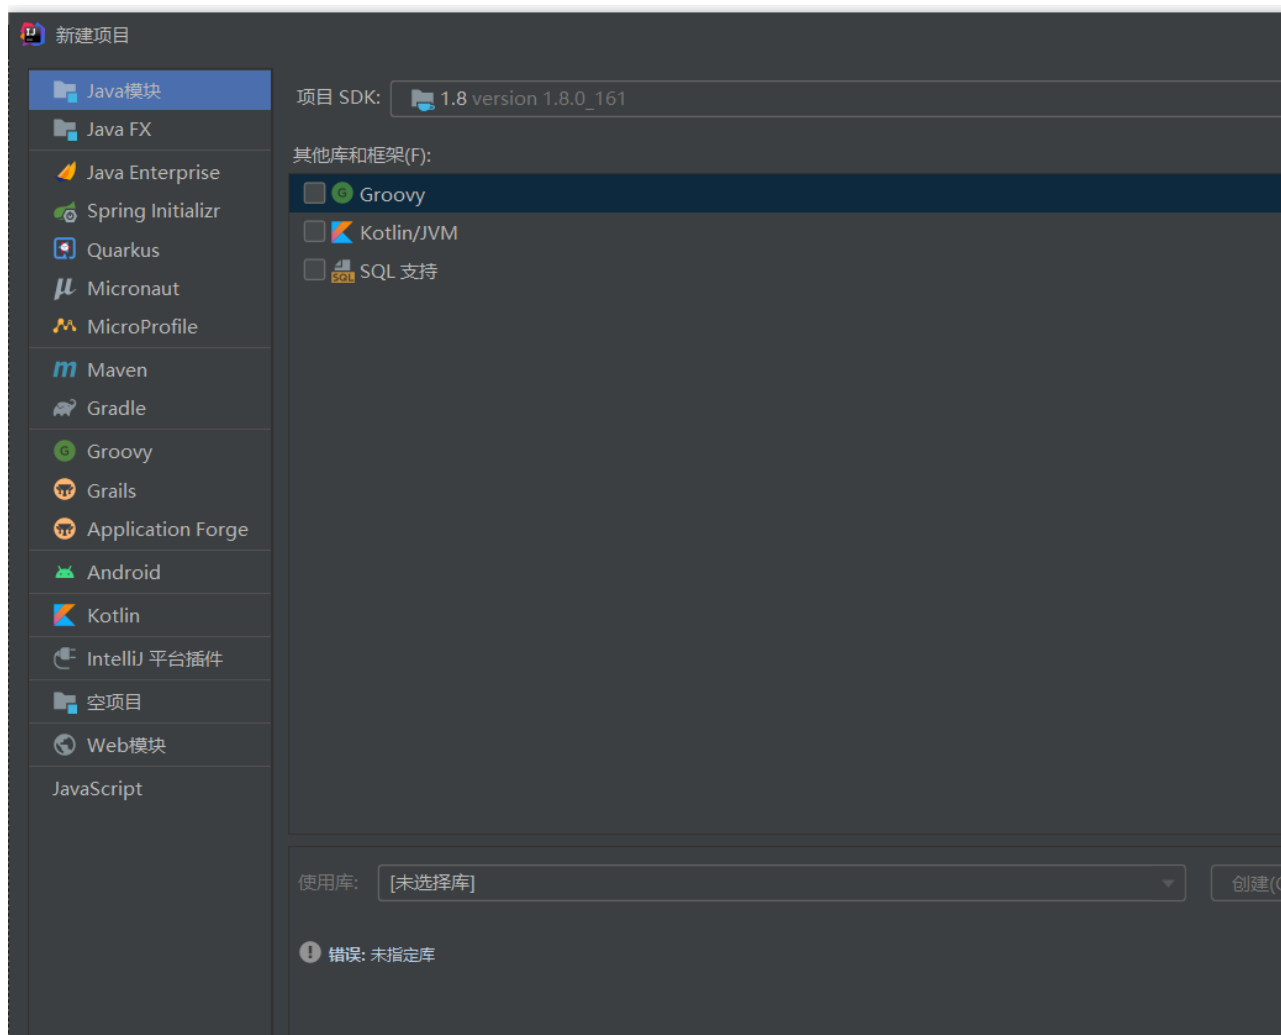 新建项目
Java模块
Java FX
Java Enterprise
Spring Initializr
Quarkus
Micronaut
MicroProfile
Maven
Gradle
Groovy
Grails
Application Forge
Android
Kotlin
IntelliJ 平台插件
空项目
Web模块
JavaScript
项目 SDK: 1.8 version 1.8.0_161
其他库和框架(F):
Groovy
Kotlin/JVM
SQL 支持
使用库: [未选择库] 创建(
错误: 未指定库